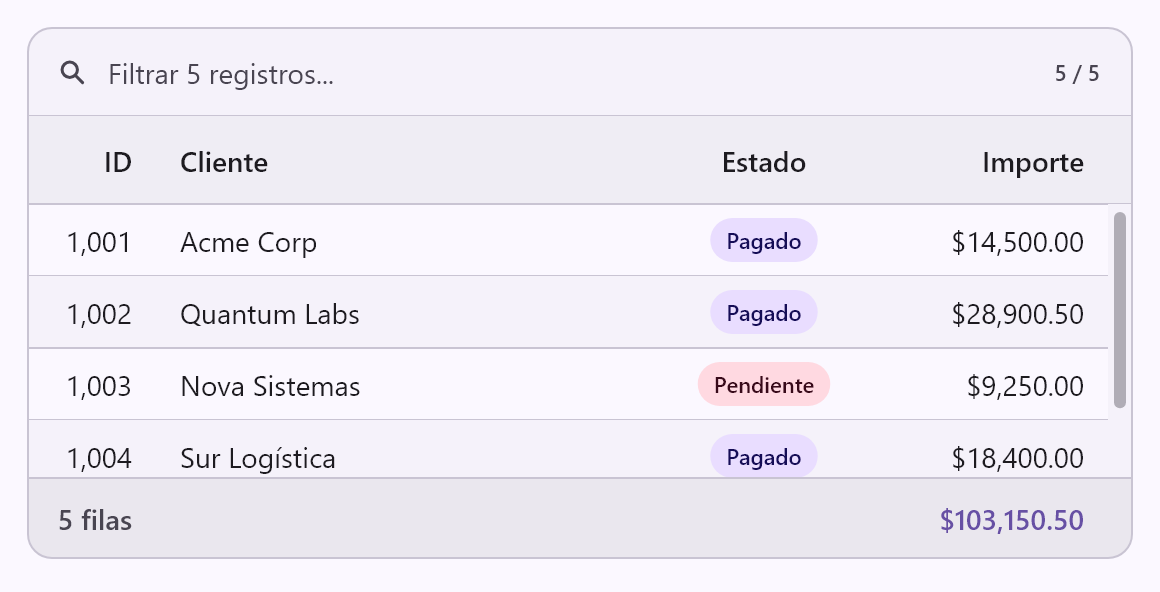 Filtrar 5 registros... 5 / 5
ID Cliente Estado Importe
1,001 Acme Corp Pagado $14,500.00
1,002 Quantum Labs Pagado $28,900.50
1,003 Nova Sistemas Pendiente $9,250.00
1,004 Sur Logística Pagado $18,400.00
5 filas $103,150.50